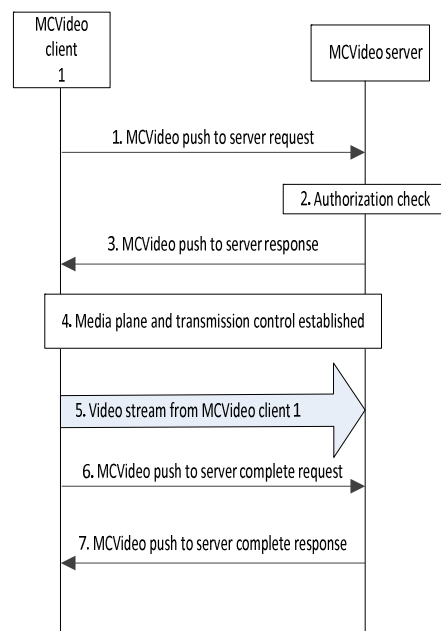 MCVideo
client
1
MCVideo server
1. MCVideo push to server request
2. Authorization check
3. MCVideo push to server response
4. Media plane and transmission control established
5. Video stream from MCVideo client 1
6. MCVideo push to server complete request
7. MCVideo push to server complete response